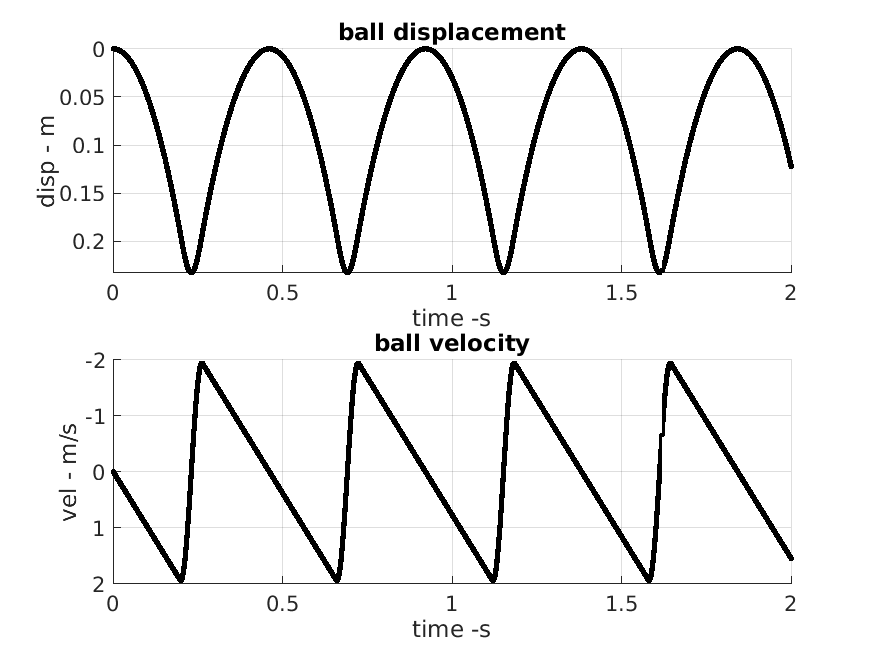 ball displacement
disp - m
0
0.05
0.1
0.15
0.2
0 0.5 1 1.5 2
time -s
ball velocity
vel - m/s
-2
-1
0
1
2
0 0.5 1 1.5 2
time -s